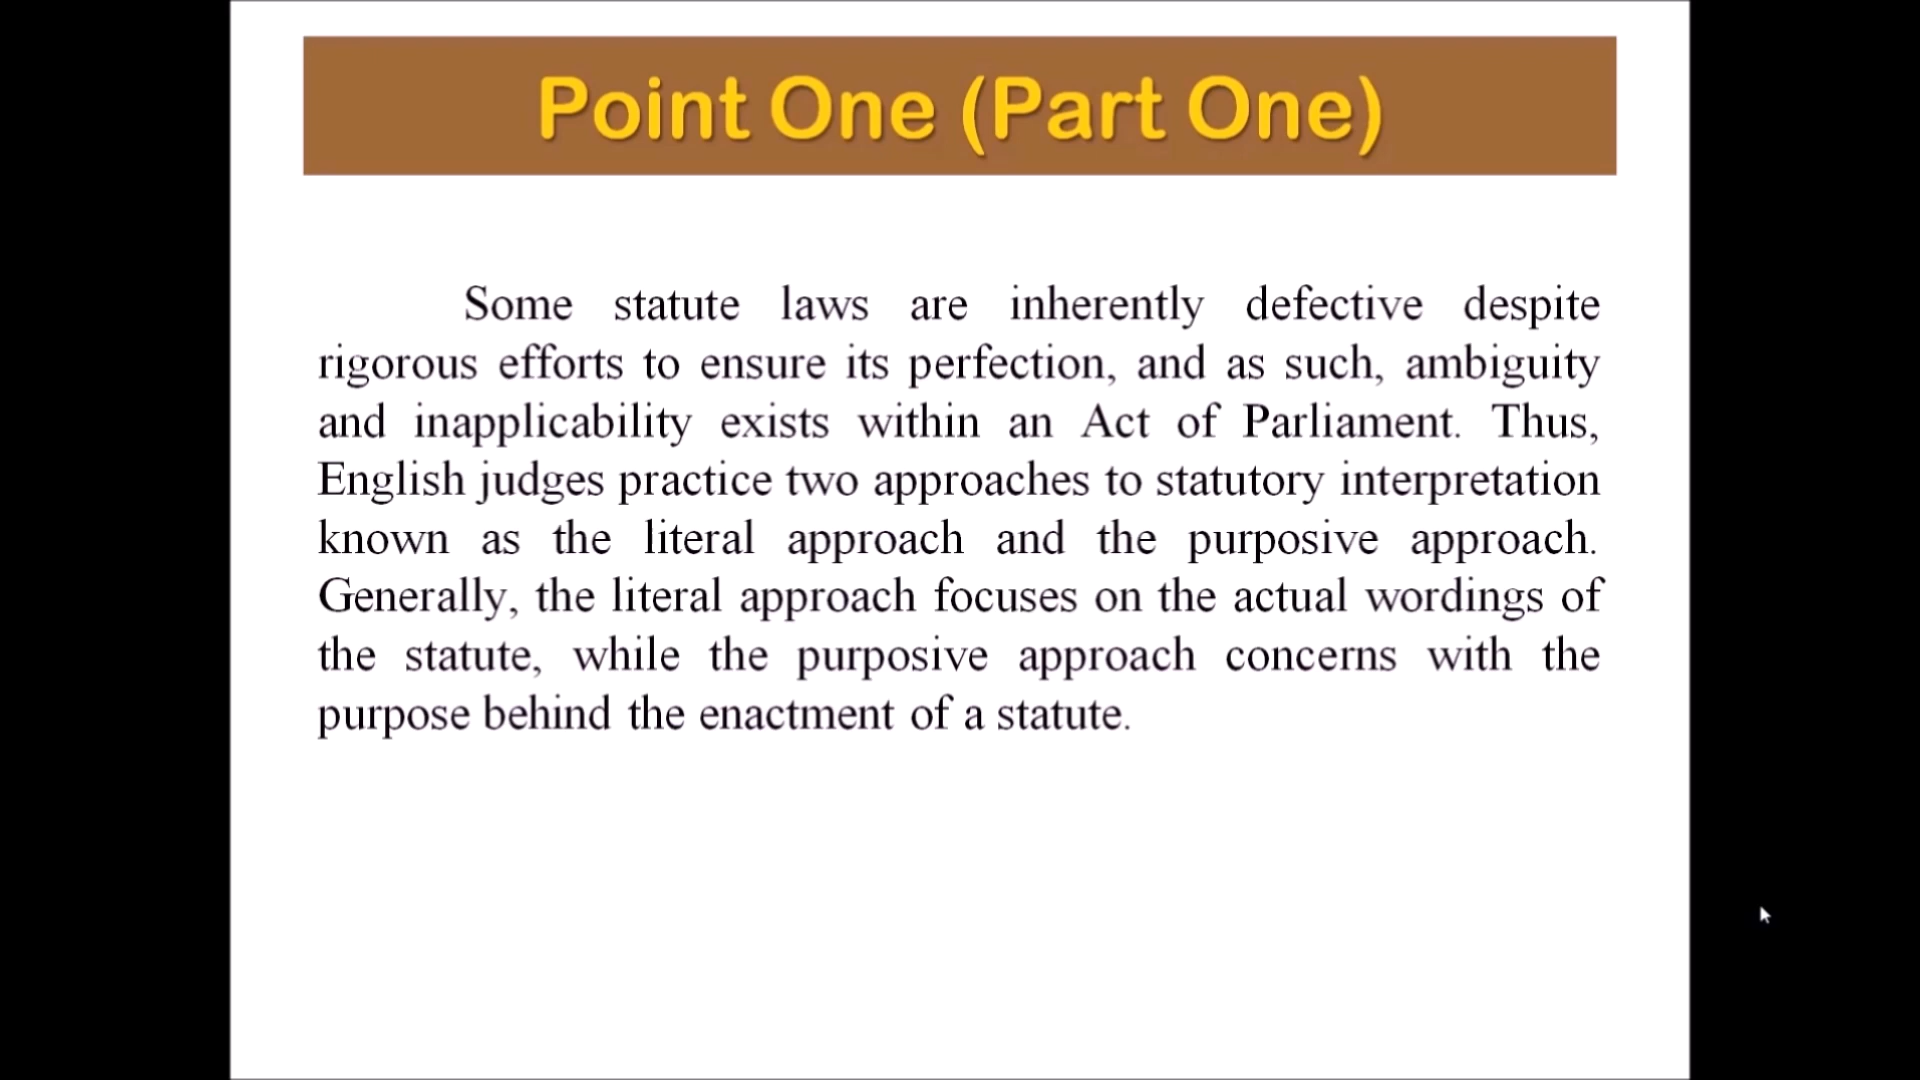 Point One (Part One)
Some statute laws are inherently defective despite
rigorous efforts to ensure its perfection, and as such, ambiguity
and inapplicability exists within an Act of Parliament. Thus,
English judges practice two approaches to statutory interpretation
known as the literal approach and the purposive approach.
Generally, the literal approach focuses on the actual wordings of
the statute, while the purposive approach concerns with the
purpose behind the enactment of a statute.